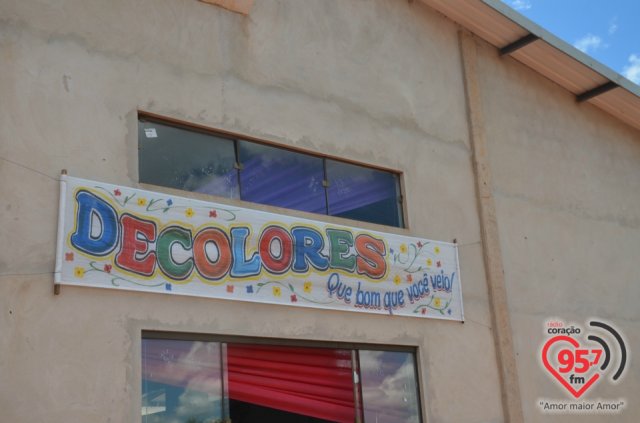 DECOLORES
Que bom que você veio!
rádio
coração
95.7
fm
"Amor maior Amor"